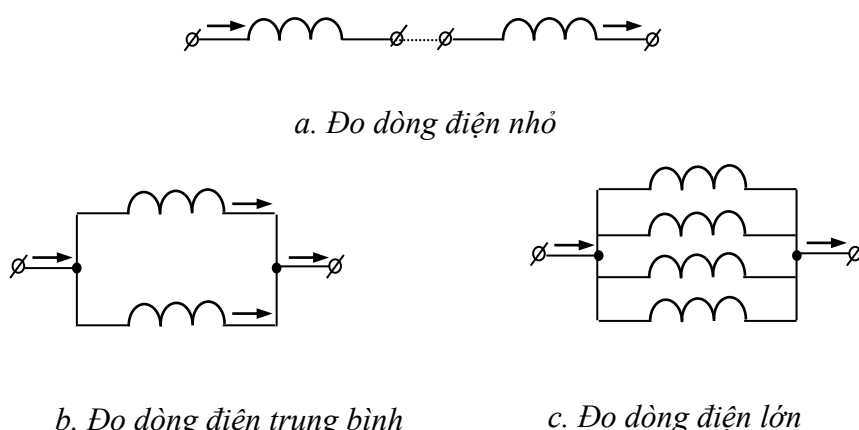 a. Đo dòng điện nhỏ
b. Đo dòng điện trung bình
c. Đo dòng điện lớn